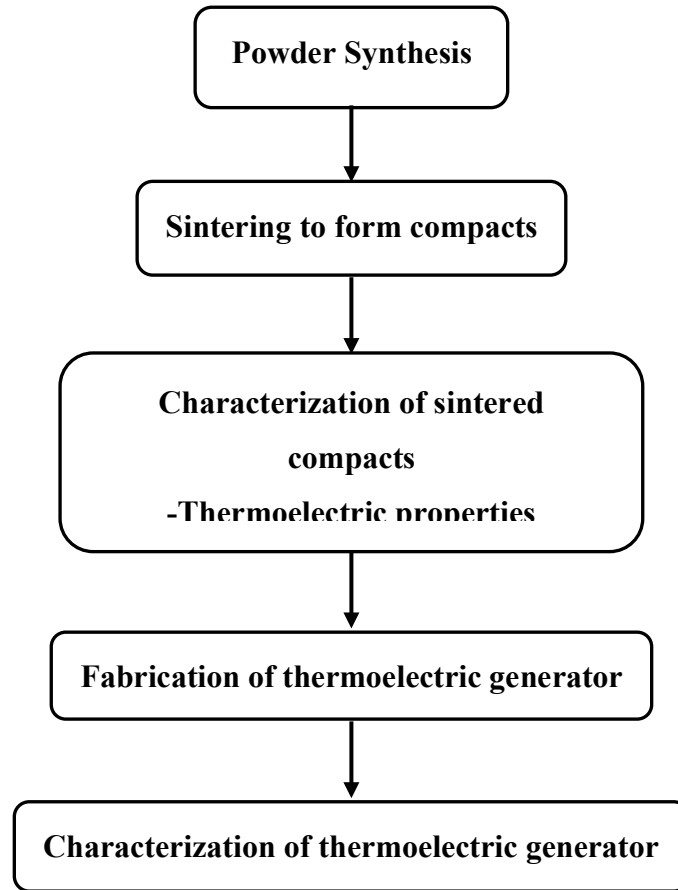 Powder Synthesis
Sintering to form compacts
Characterization of sintered
compacts
-Thermoelectric properties
Fabrication of thermoelectric generator
Characterization of thermoelectric generator